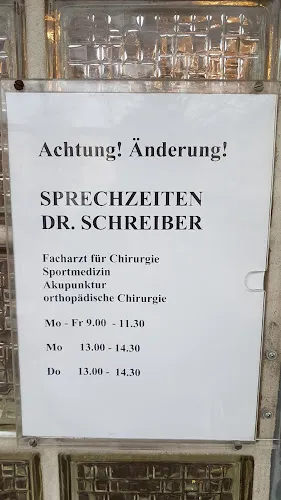 Achtung! Änderung!
SPRECHZEITEN
DR. SCHREIBER
Facharzt für Chirurgie
Sportmedizin
Akupunktur
orthopädische Chirurgie
Mo - Fr 9.00 - 11.30
Mo 13.00 - 14.30
Do 13.00 - 14.30